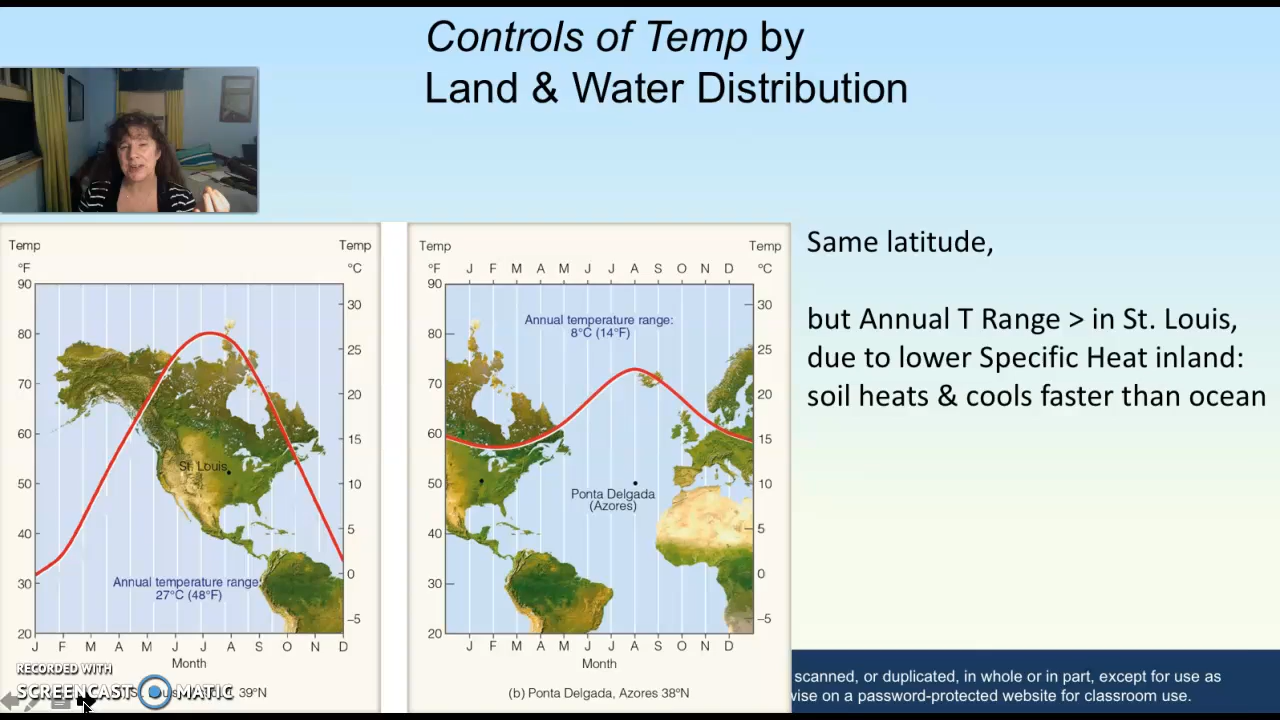 Controls of Temp by
Land & Water Distribution
Temp Temp
°F °C
90
80
70
60
50
40
30
20
30
25
20
15
10
5
0
–5
St. Louis
Annual temperature range:
27°C (48°F)
J F M A M J J A S O N D
Month
39°N
Temp Temp
°F J F M A M J J A S O N D °C
90
80
70
60
50
40
30
20
30
25
20
15
10
5
0
–5
Annual temperature range:
8°C (14°F)
Ponta Delgada
(Azores)
J F M A M J J A S O N D
Month
(b) Ponta Delgada, Azores 38°N
Same latitude,
but Annual T Range > in St. Louis,
due to lower Specific Heat inland:
soil heats & cools faster than ocean
RECORDED WITH
SCREENCAST MATIC
scanned, or duplicated, in whole or in part, except for use as
wise on a password-protected website for classroom use.